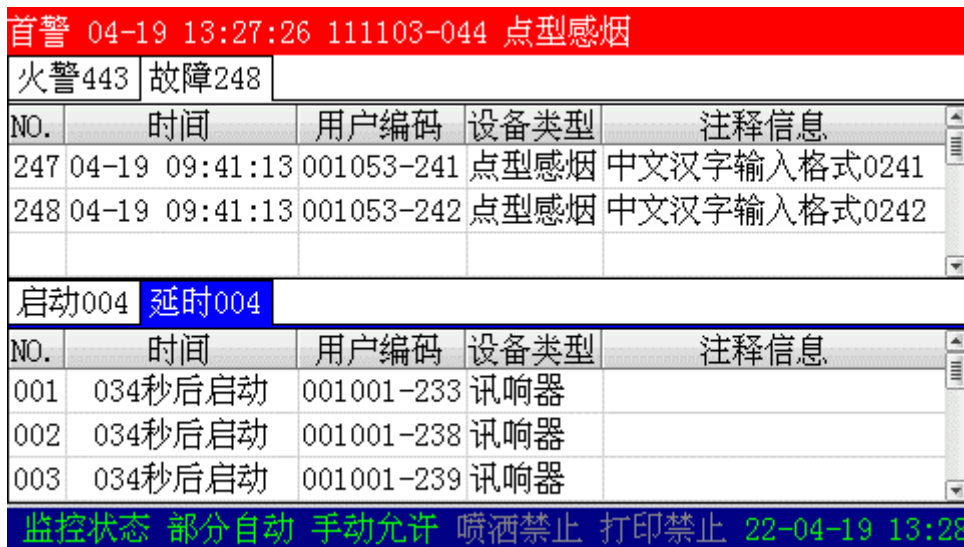 首警 04-19 13:27:26 111103-044 点型感烟
火警443 故障248
NO. 时间 用户编码 设备类型 注释信息
247 04-19 09:41:13 001053-241 点型感烟 中文汉字输入格式0241
248 04-19 09:41:13 001053-242 点型感烟 中文汉字输入格式0242
启动004 延时004
NO. 时间 用户编码 设备类型 注释信息
001 034秒后启动 001001-233 讯响器
002 034秒后启动 001001-238 讯响器
003 034秒后启动 001001-239 讯响器
监控状态 部分自动 手动允许 喷洒禁止 打印禁止 22-04-19 13:28